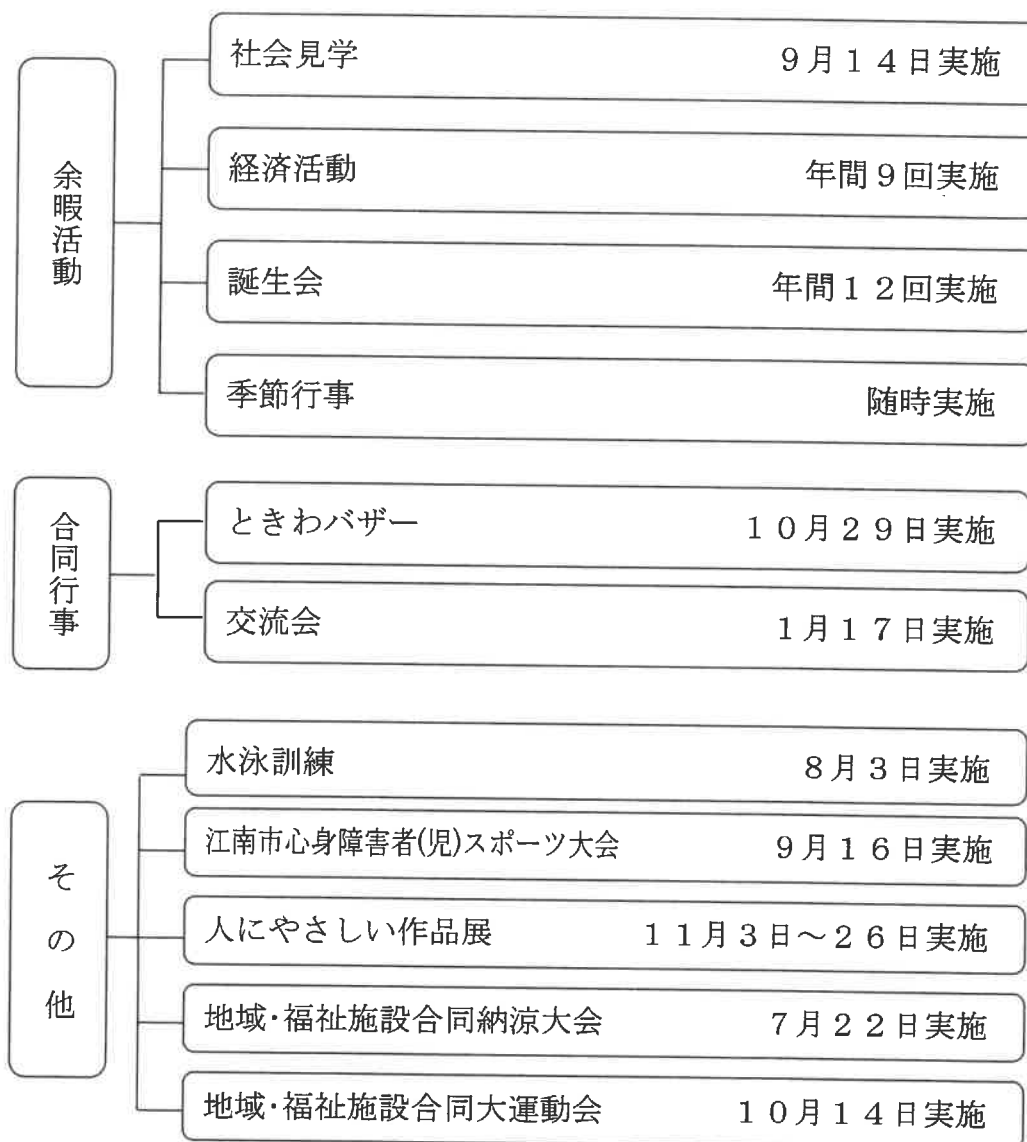 余暇活動
社会見学 9月14日実施
経済活動 年間9回実施
誕生会 年間12回実施
季節行事 随時実施
合同行事
ときわバザー 10月29日実施
交流会 1月17日実施
その他
水泳訓練 8月3日実施
江南市心身障害者(児)スポーツ大会 9月16日実施
人にやさしい作品展 11月3日～26日実施
地域・福祉施設合同納涼大会 7月22日実施
地域・福祉施設合同大運動会 10月14日実施